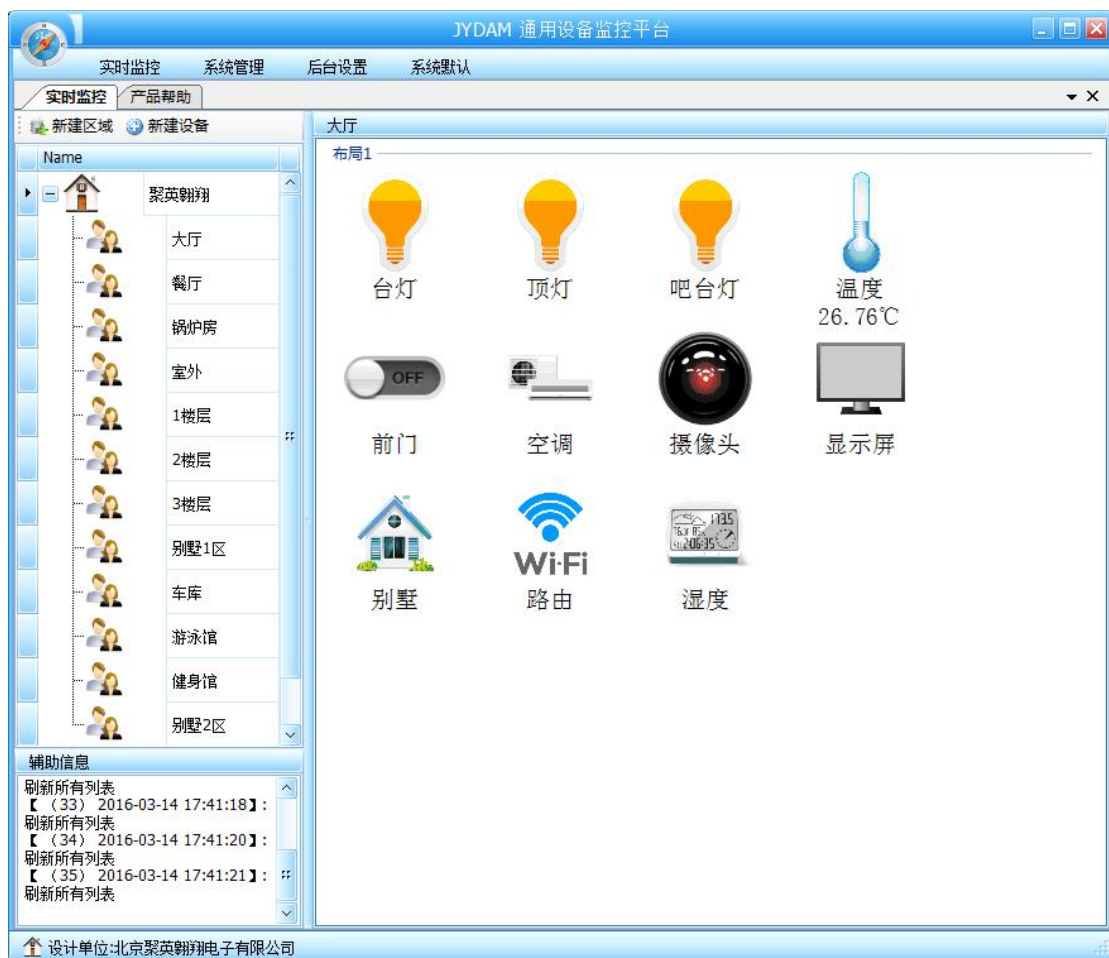 JYDAM 通用设备监控平台
实时监控 系统管理 后台设置 系统默认
实时监控 产品帮助
新建区域 新建设备
Name
聚英翱翔
大厅
餐厅
锅炉房
室外
1楼层
2楼层
3楼层
别墅1区
车库
游泳馆
健身馆
别墅2区
辅助信息
刷新所有列表
【 （33） 2016-03-14 17:41:18】:
刷新所有列表
【 （34） 2016-03-14 17:41:20】:
刷新所有列表
【 （35） 2016-03-14 17:41:21】:
刷新所有列表
大厅
布局1
台灯 顶灯 吧台灯 温度
26.76℃
OFF
前门 空调 摄像头 显示屏
Wi-Fi
别墅 路由 湿度
设计单位:北京聚英翱翔电子有限公司